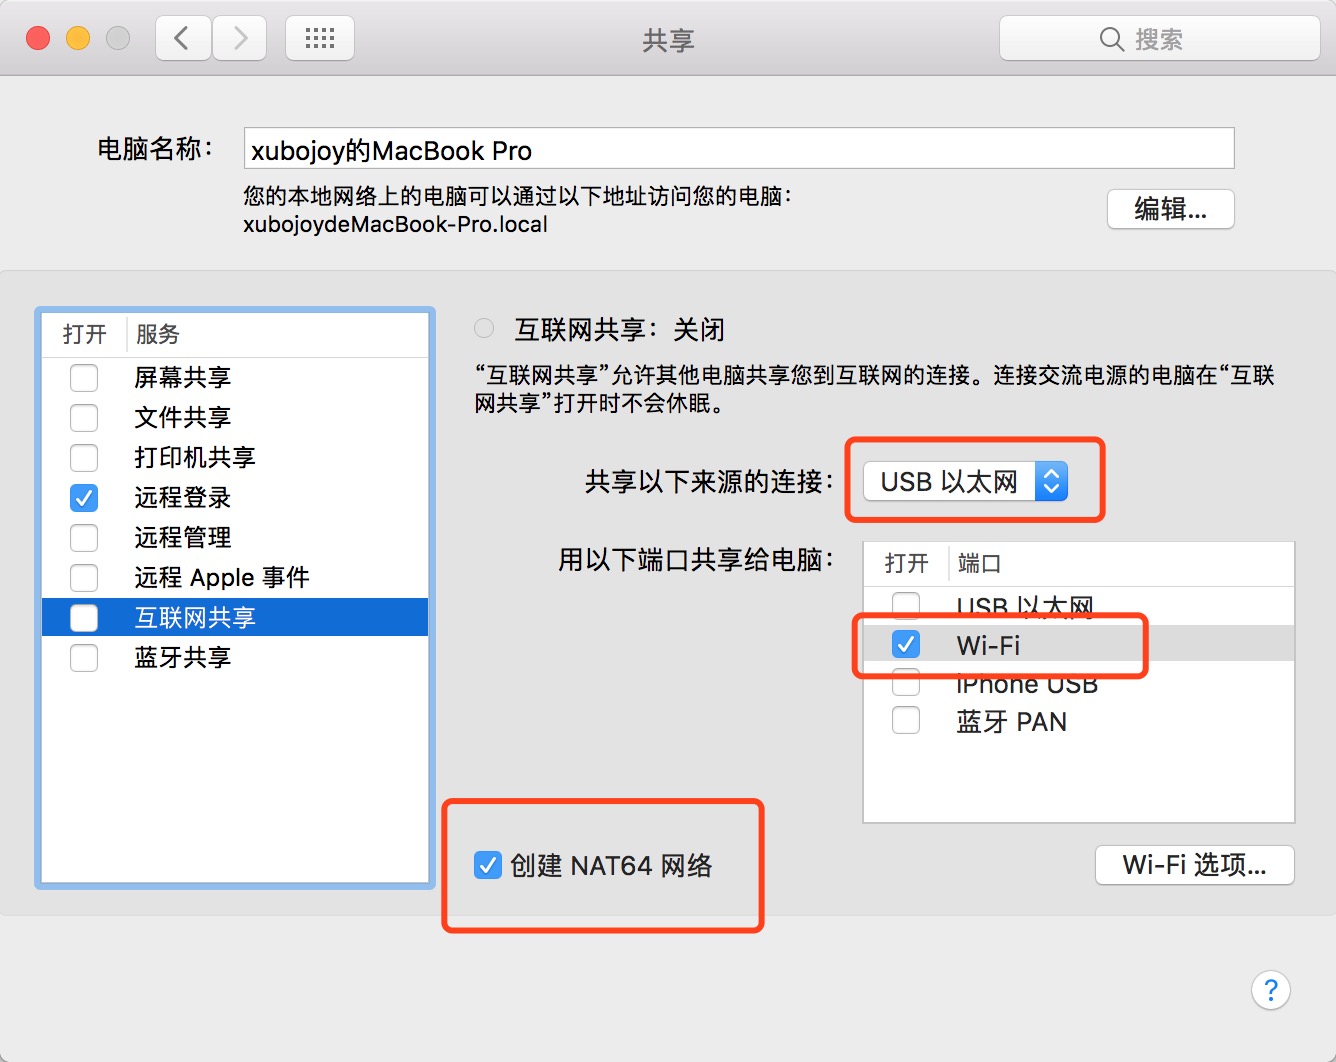 共享
搜索
电脑名称：
xubojoy的MacBook Pro
您的本地网络上的电脑可以通过以下地址访问您的电脑：
xubojoydeMacBook-Pro.local
编辑...
打开 服务
屏幕共享
文件共享
打印机共享
远程登录
远程管理
远程 Apple 事件
互联网共享
蓝牙共享
互联网共享：关闭
“互联网共享”允许其他电脑共享您到互联网的连接。连接交流电源的电脑在“互联
网共享”打开时不会休眠。
共享以下来源的连接：
USB 以太网
用以下端口共享给电脑：
打开 端口
USB 以太网
Wi-Fi
iPhone USB
蓝牙 PAN
创建 NAT64 网络
Wi-Fi 选项...
?